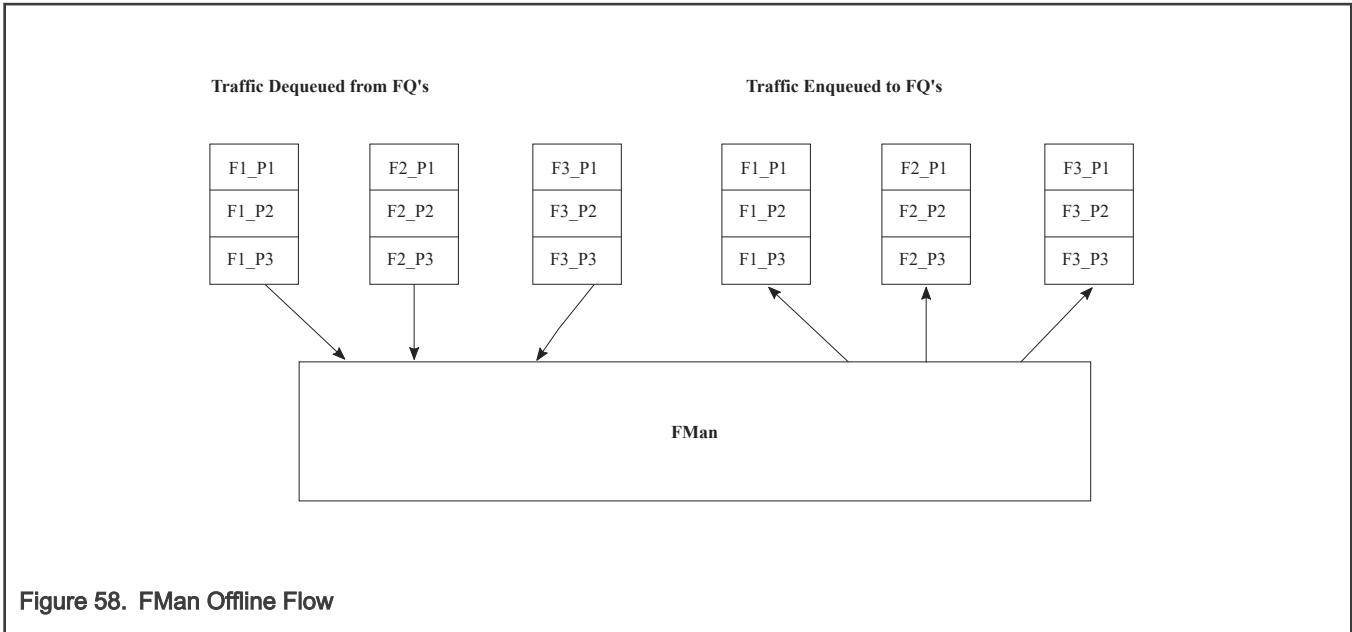 Traffic Dequeued from FQ's
Traffic Enqueued to FQ's
F1_P1
F1_P2
F1_P3
F2_P1
F2_P2
F2_P3
F3_P1
F3_P2
F3_P3
F1_P1
F1_P2
F1_P3
F2_P1
F2_P2
F2_P3
F3_P1
F3_P2
F3_P3
FMan
Figure 58. FMan Offline Flow